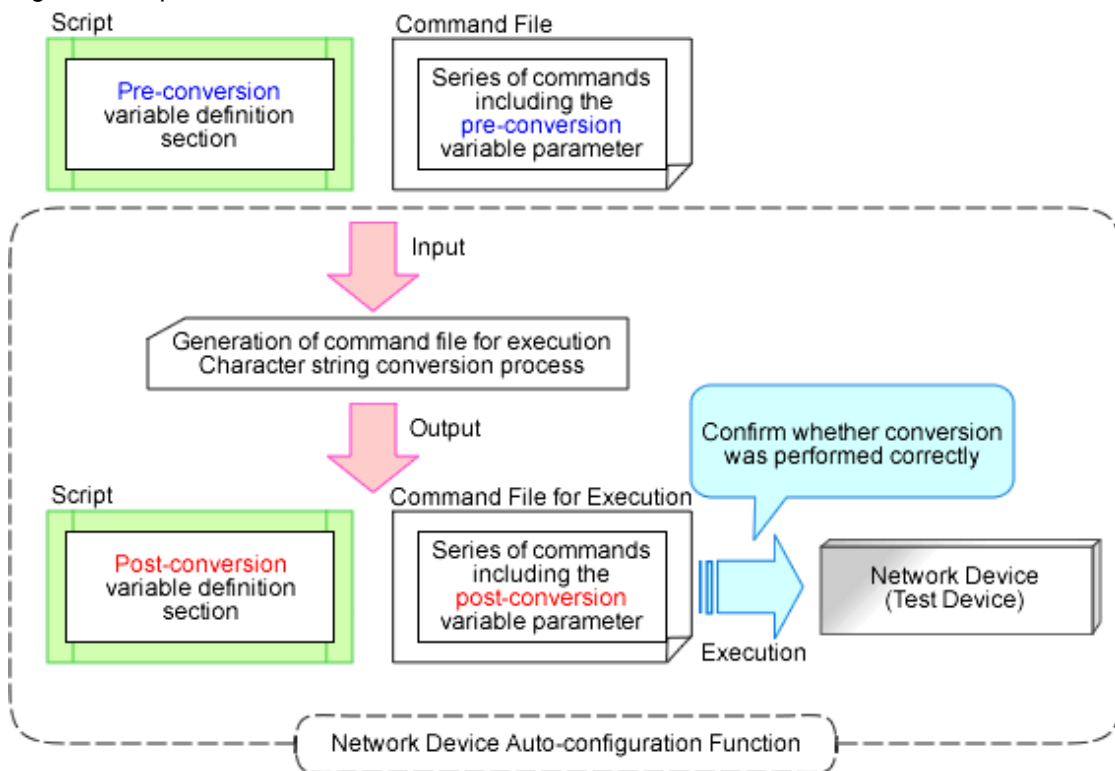 Script
Command File
Pre-conversion
variable definition
section
Series of commands
including the
pre-conversion
variable parameter
Input
Generation of command file for execution
Character string conversion process
Output
Confirm whether conversion
was performed correctly
Script
Command File for Execution
Post-conversion
variable definition
section
Series of commands
including the
post-conversion
variable parameter
Network Device
(Test Device)
Execution
Network Device Auto-configuration Function